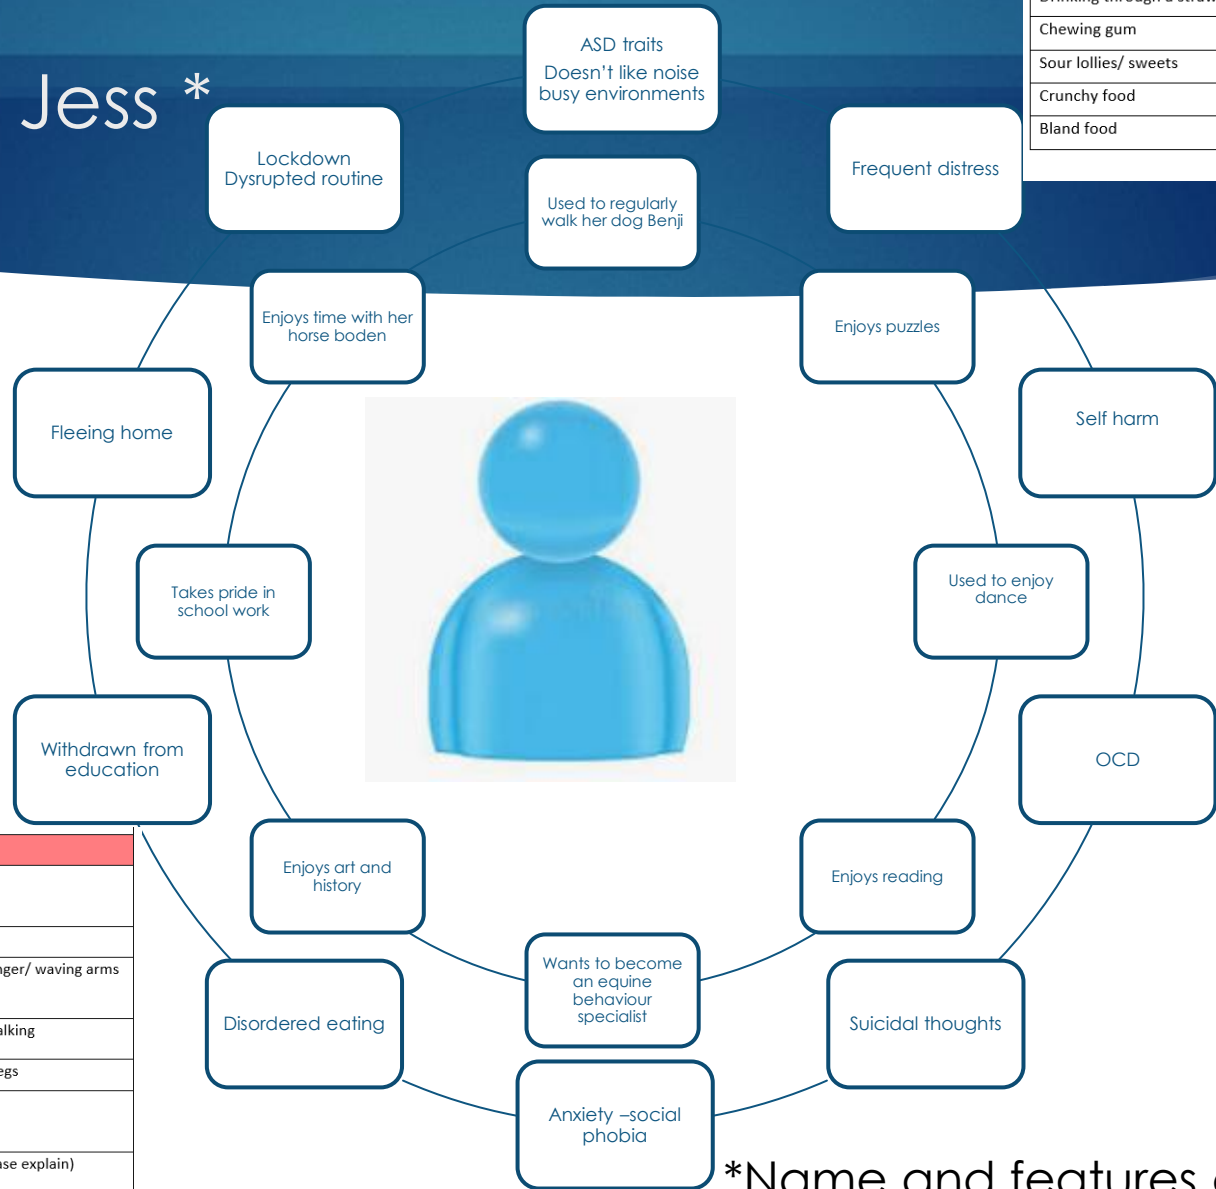 Jess *
ASD traits
Doesn't like noise
busy environments
Chewing gum
Sour lollies/ sweets
Crunchy food
Bland food
Lockdown
Dysrupted routine
Used to regularly
walk her dog Benji
Frequent distress
Enjoys time with her
horse boden
Enjoys puzzles
Fleeing home
Self harm
Takes pride in
school work
Used to enjoy
dance
Withdrawn from
education
OCD
Enjoys art and
history
Enjoys reading
waving arms
Wants to become
an equine
behaviour
specialist
Disordered eating
Suicidal thoughts
explain)
Anxiety –social
phobia
*Name and features